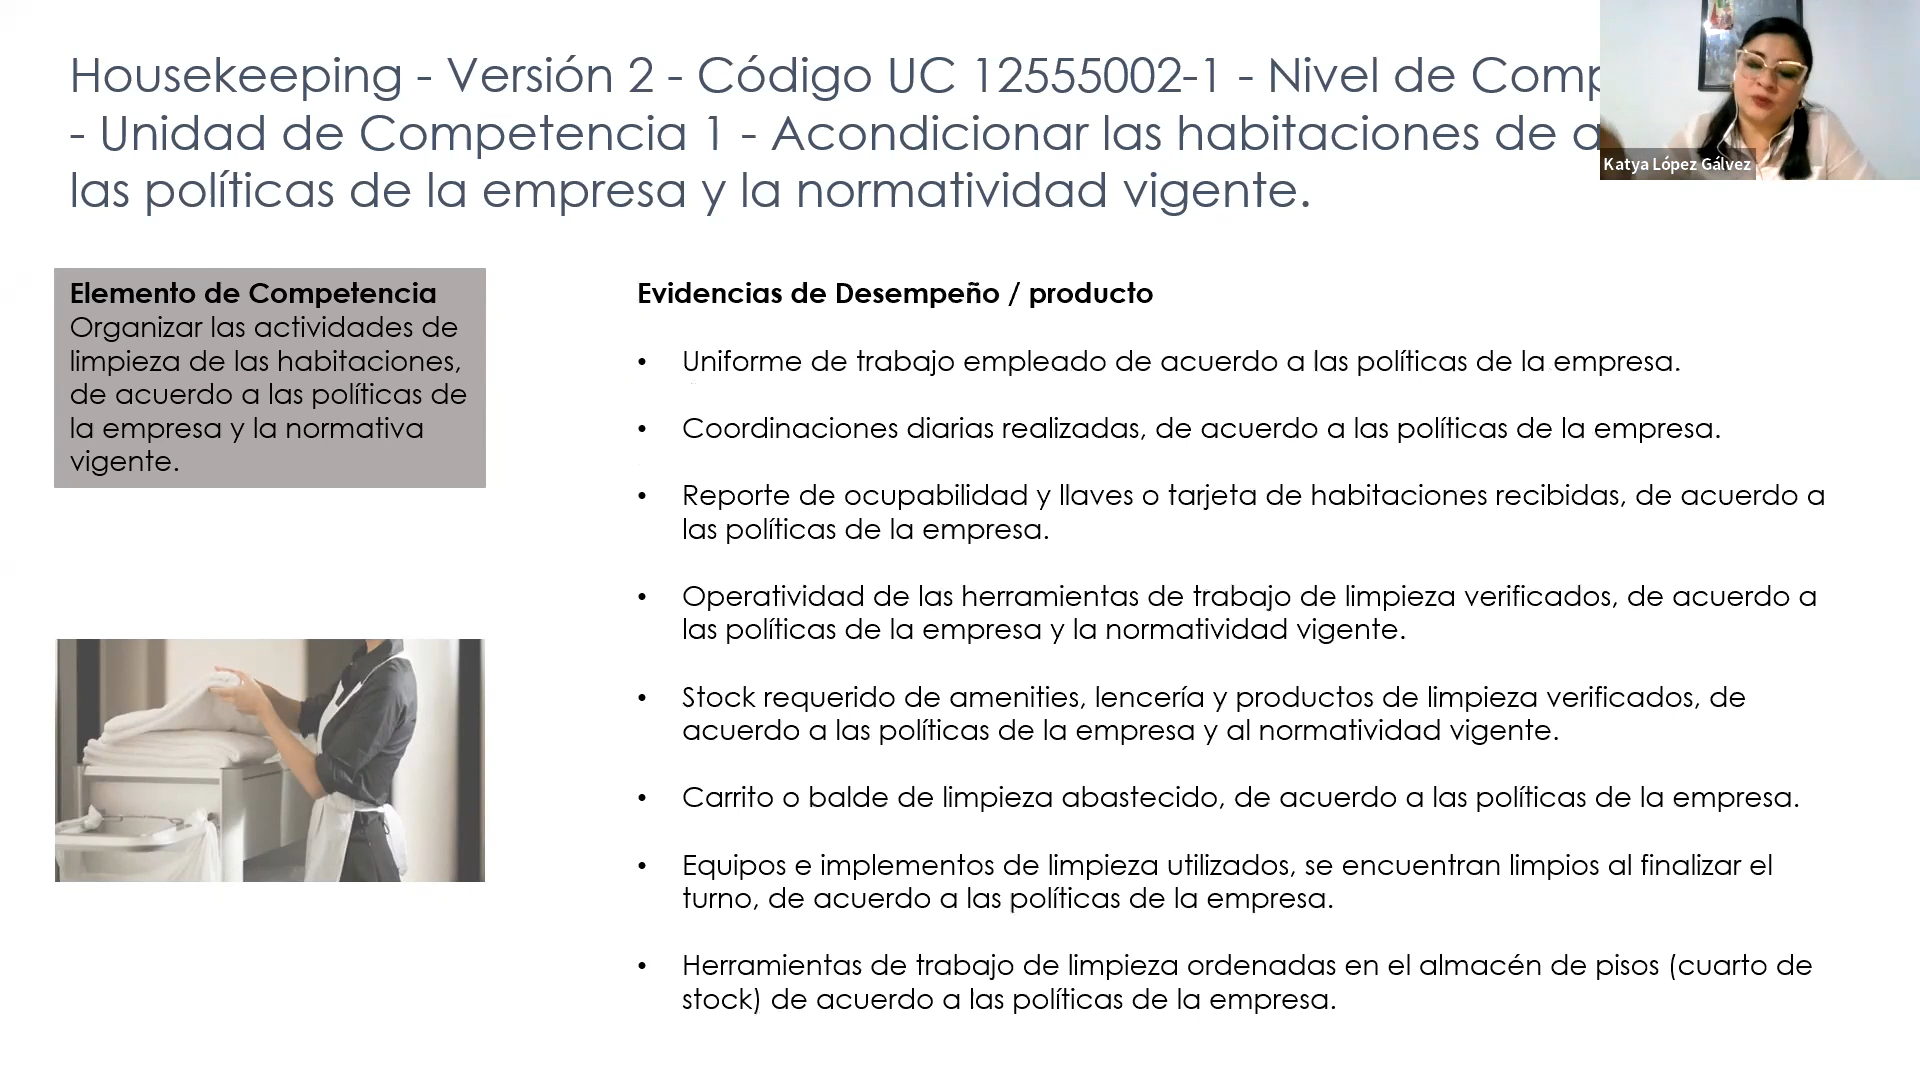 Housekeeping - Versión 2 - Código UC 12555002-1 - Nivel de Comp
- Unidad de Competencia 1 - Acondicionar las habitaciones de a
las políticas de la empresa y la normatividad vigente.
Katya López Gálvez
Elemento de Competencia
Organizar las actividades de
limpieza de las habitaciones,
de acuerdo a las políticas de
la empresa y la normativa
vigente.
Evidencias de Desempeño / producto
• Uniforme de trabajo empleado de acuerdo a las políticas de la empresa.
• Coordinaciones diarias realizadas, de acuerdo a las políticas de la empresa.
• Reporte de ocupabilidad y llaves o tarjeta de habitaciones recibidas, de acuerdo a
las políticas de la empresa.
• Operatividad de las herramientas de trabajo de limpieza verificados, de acuerdo a
las políticas de la empresa y la normatividad vigente.
• Stock requerido de amenities, lencería y productos de limpieza verificados, de
acuerdo a las políticas de la empresa y al normatividad vigente.
• Carrito o balde de limpieza abastecido, de acuerdo a las políticas de la empresa.
• Equipos e implementos de limpieza utilizados, se encuentran limpios al finalizar el
turno, de acuerdo a las políticas de la empresa.
• Herramientas de trabajo de limpieza ordenadas en el almacén de pisos (cuarto de
stock) de acuerdo a las políticas de la empresa.